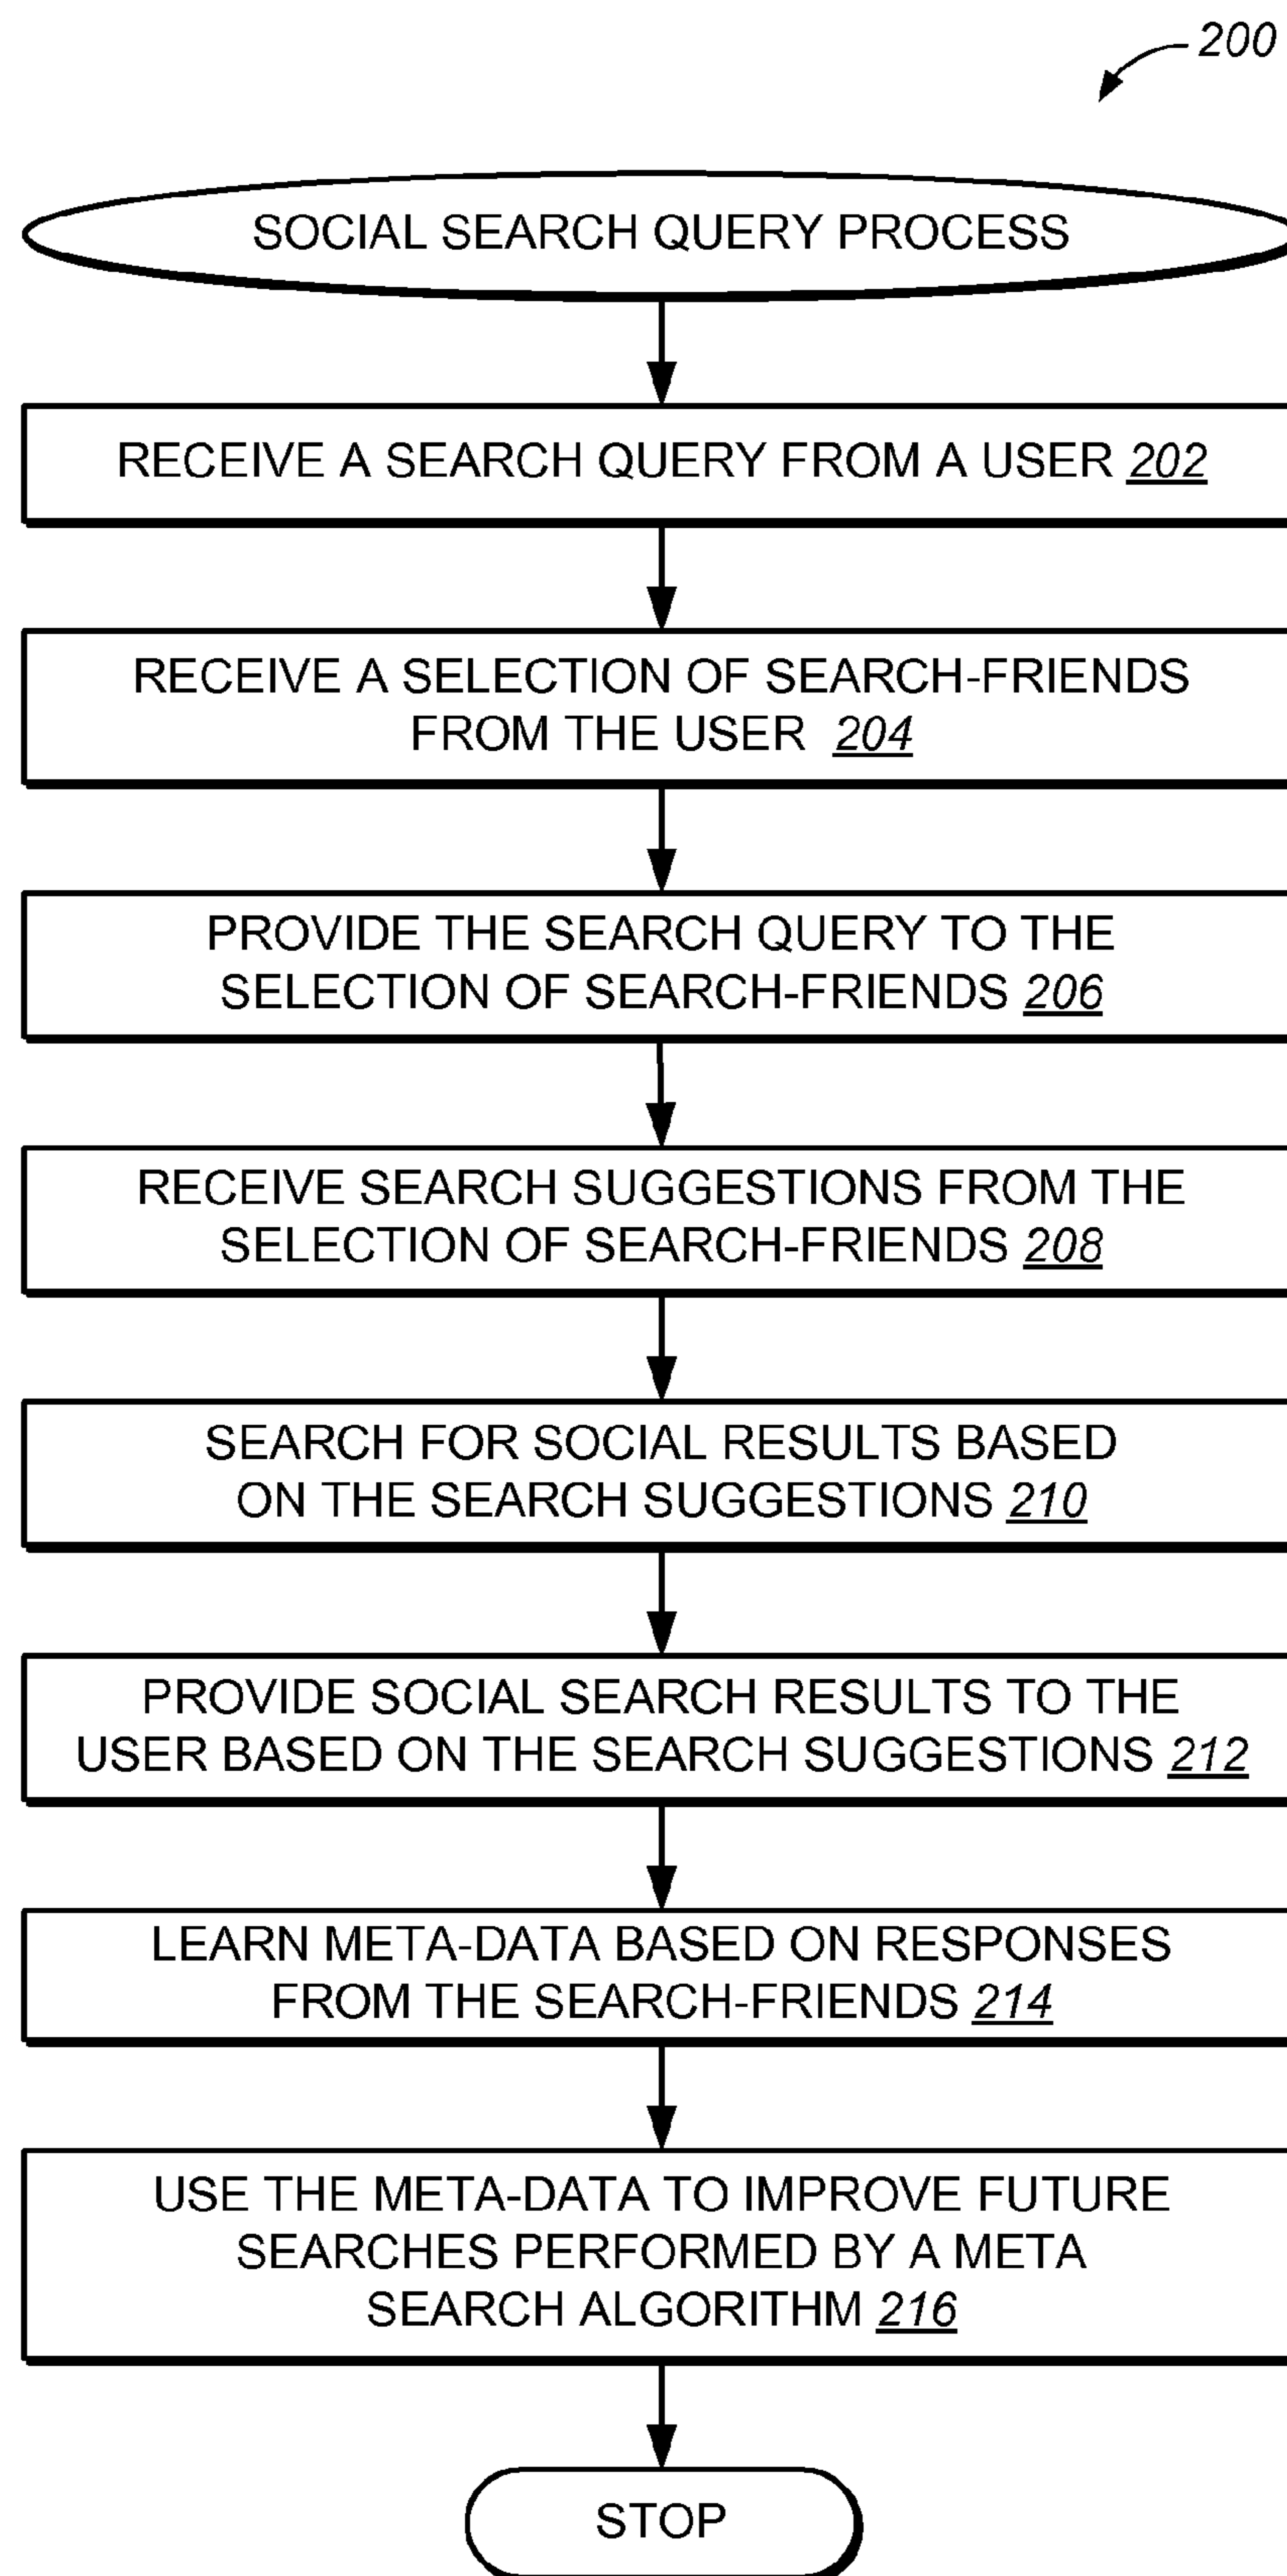 200
SOCIAL SEARCH QUERY PROCESS
RECEIVE A SEARCH QUERY FROM A USER 202
RECEIVE A SELECTION OF SEARCH-FRIENDS
FROM THE USER 204
PROVIDE THE SEARCH QUERY TO THE
SELECTION OF SEARCH-FRIENDS 206
RECEIVE SEARCH SUGGESTIONS FROM THE
SELECTION OF SEARCH-FRIENDS 208
SEARCH FOR SOCIAL RESULTS BASED
ON THE SEARCH SUGGESTIONS 210
PROVIDE SOCIAL SEARCH RESULTS TO THE
USER BASED ON THE SEARCH SUGGESTIONS 212
LEARN META-DATA BASED ON RESPONSES
FROM THE SEARCH-FRIENDS 214
USE THE META-DATA TO IMPROVE FUTURE
SEARCHES PERFORMED BY A META
SEARCH ALGORITHM 216
STOP